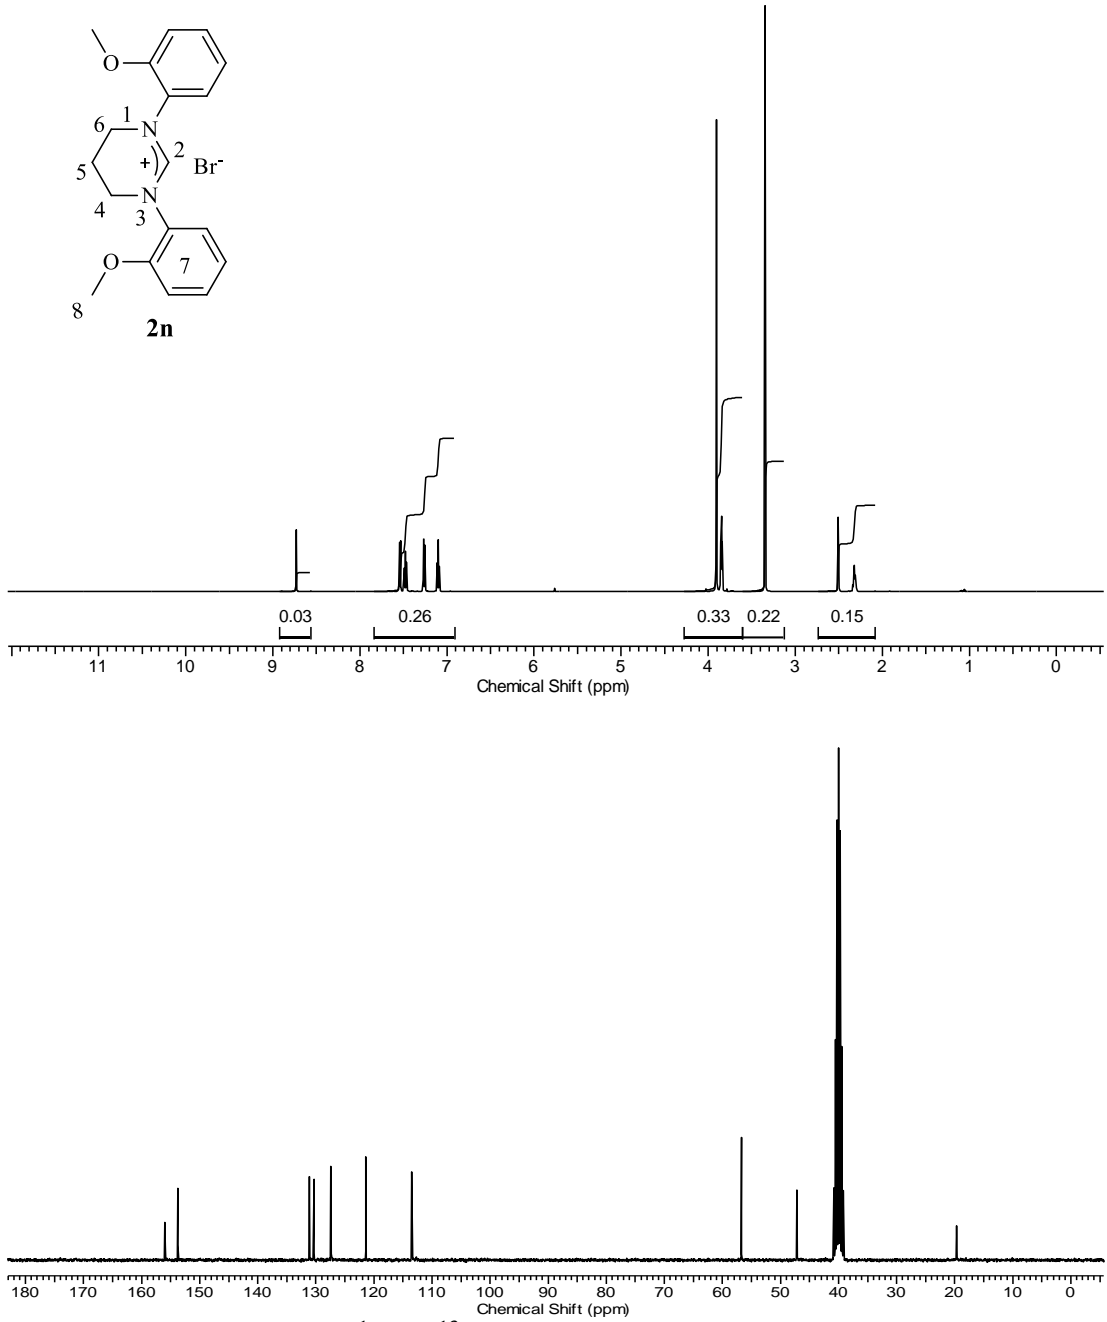 O
6 1 N
5 + 2 Br-
4 N
3
O 7
8
2n
0.03 0.26 0.33 0.22 0.15
11 10 9 8 7 6 5 4 3 2 1 0
Chemical Shift (ppm)
180 170 160 150 140 130 120 110 100 90 80 70 60 50 40 30 20 10 0
Chemical Shift (ppm)